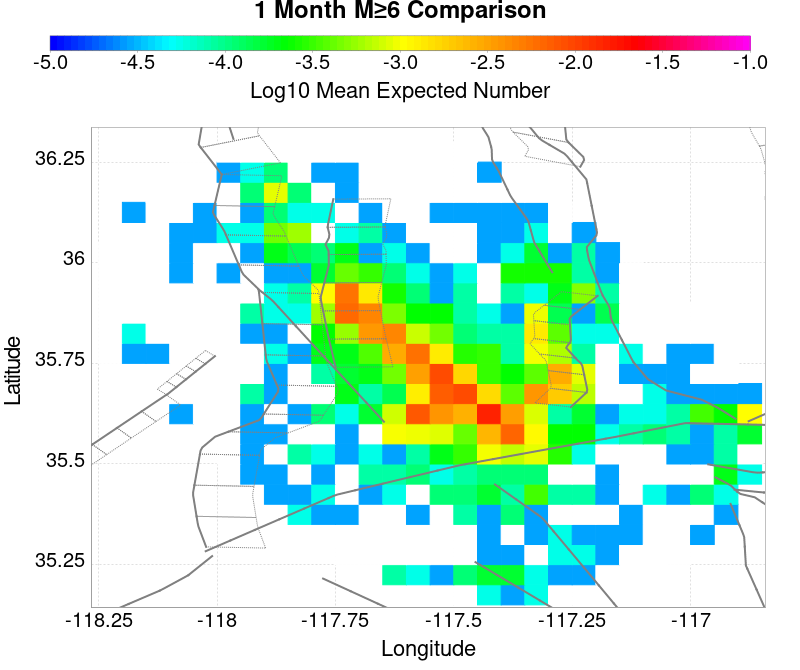 1 Month M≥6 Comparison
-5.0 -4.5 -4.0 -3.5 -3.0 -2.5 -2.0 -1.5 -1.0
Log10 Mean Expected Number
36.25
36
35.75
35.5
35.25
Latitude
-118.25 -118 -117.75 -117.5 -117.25 -117
Longitude